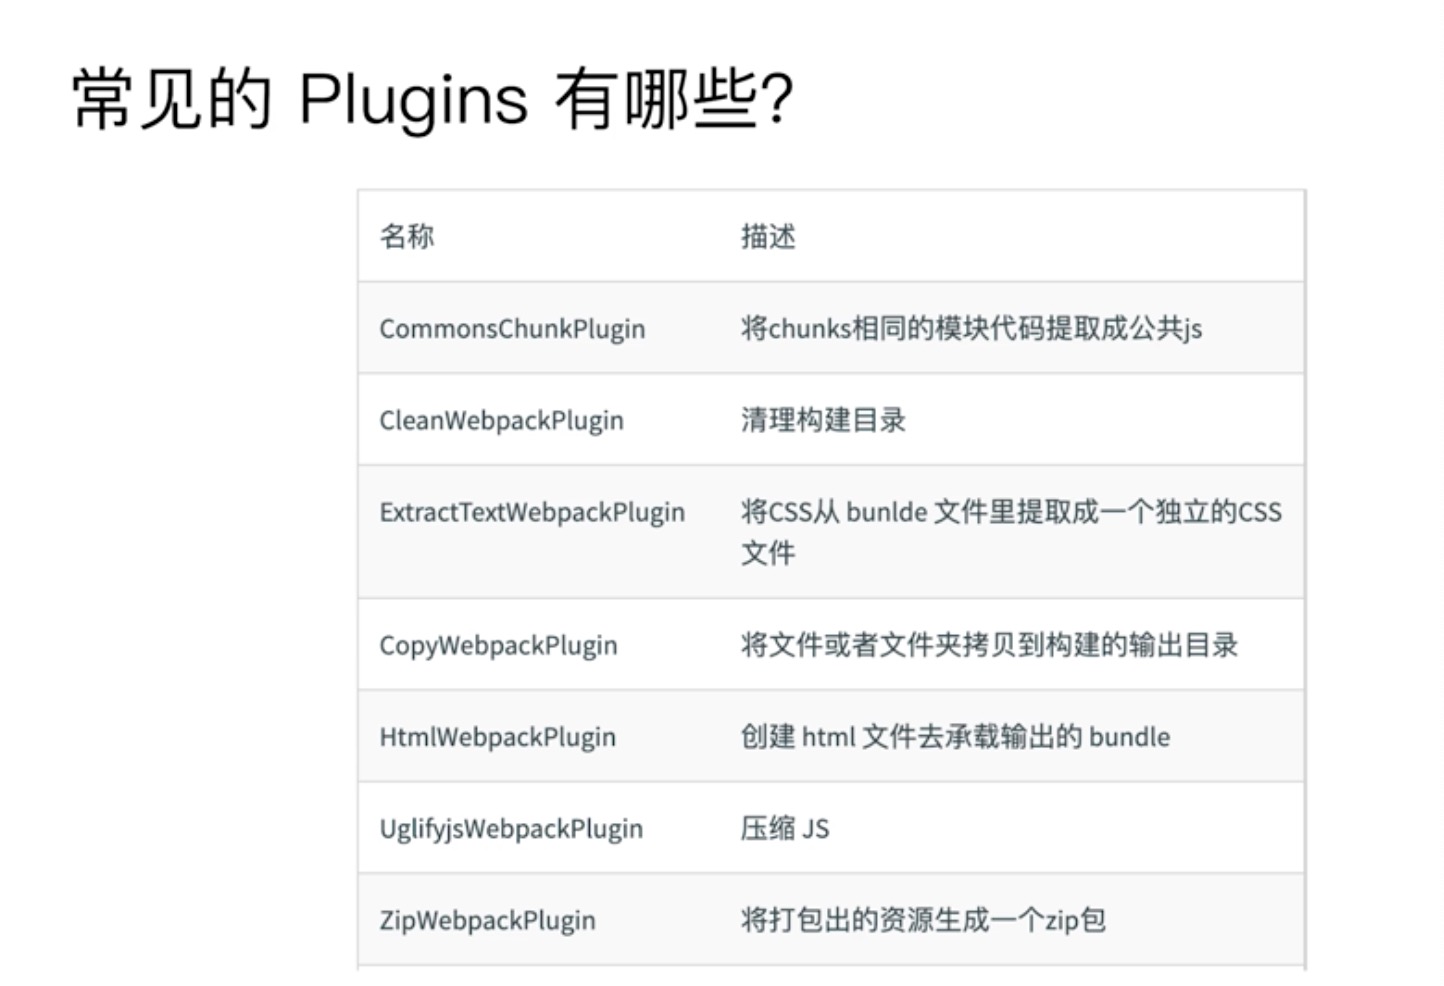 常见的 Plugins 有哪些?
名称 描述
CommonsChunkPlugin 将chunks相同的模块代码提取成公共js
CleanWebpackPlugin 清理构建目录
ExtractTextWebpackPlugin 将CSS从 bunlde 文件里提取成一个独立的CSS
文件
CopyWebpackPlugin 将文件或者文件夹拷贝到构建的输出目录
HtmlWebpackPlugin 创建 html 文件去承载输出的 bundle
UglifyjsWebpackPlugin 压缩 JS
ZipWebpackPlugin 将打包出的资源生成一个zip包